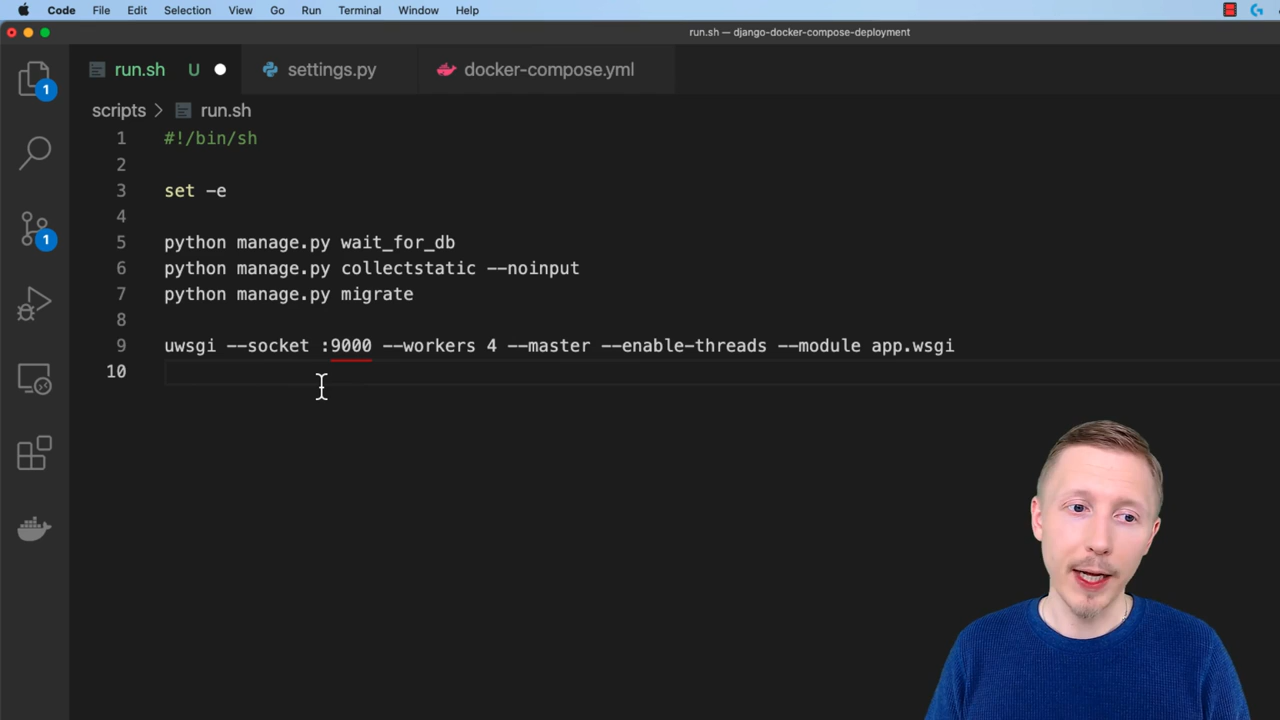 Code File Edit Selection View Go Run Terminal Window Help
run.sh — django-docker-compose-deployment
run.sh U settings.py docker-compose.yml
1
scripts > run.sh
1 #!/bin/sh
2
3 set -e
4
5 python manage.py wait_for_db
6 python manage.py collectstatic --noinput
7 python manage.py migrate
8
9 uwsgi --socket :9000 --workers 4 --master --enable-threads --module app.wsgi
10
1